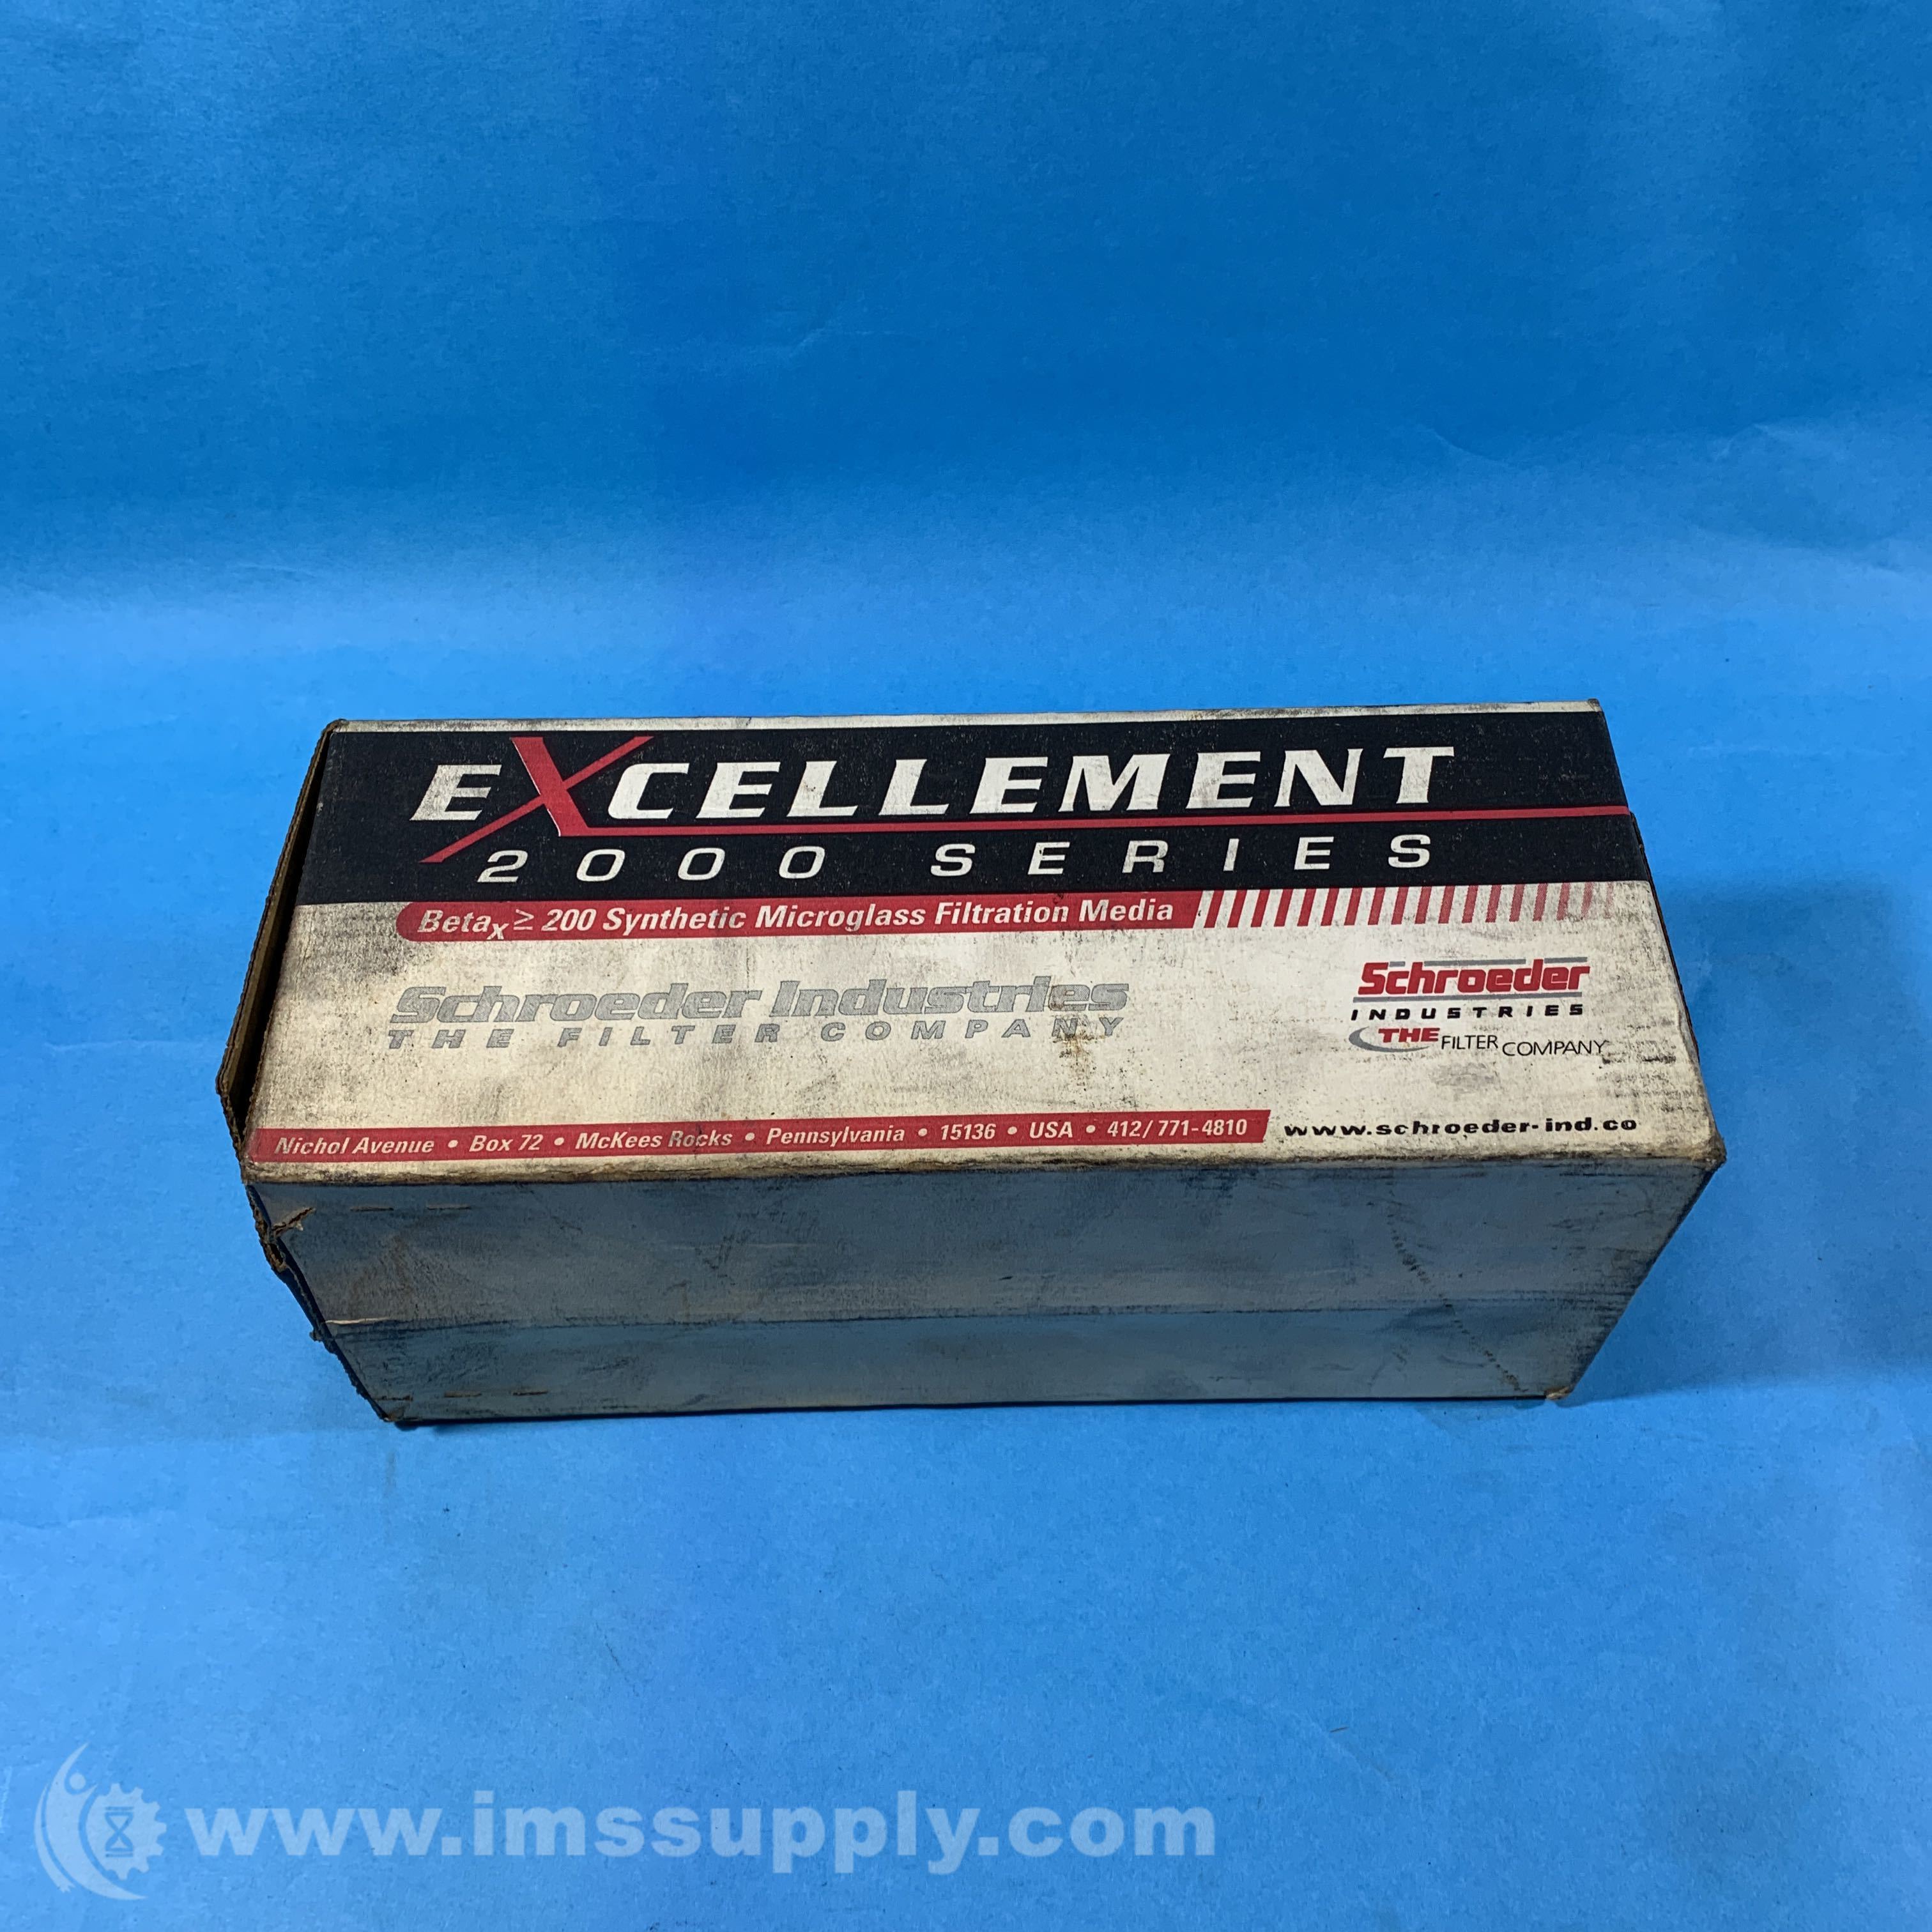 EXCELLEMENT
2000 SERIES
Betax ≥ 200 Synthetic Microglass Filtration Media
Schroeder Industries
THE FILTER COMPANY
Schroeder
INDUSTRIES
THE FILTER COMPANY
Nichol Avenue • Box 72 • McKees Rocks • Pennsylvania • 15136 • USA • 412/771-4810
www.schroeder-ind.co
www.imssupply.com